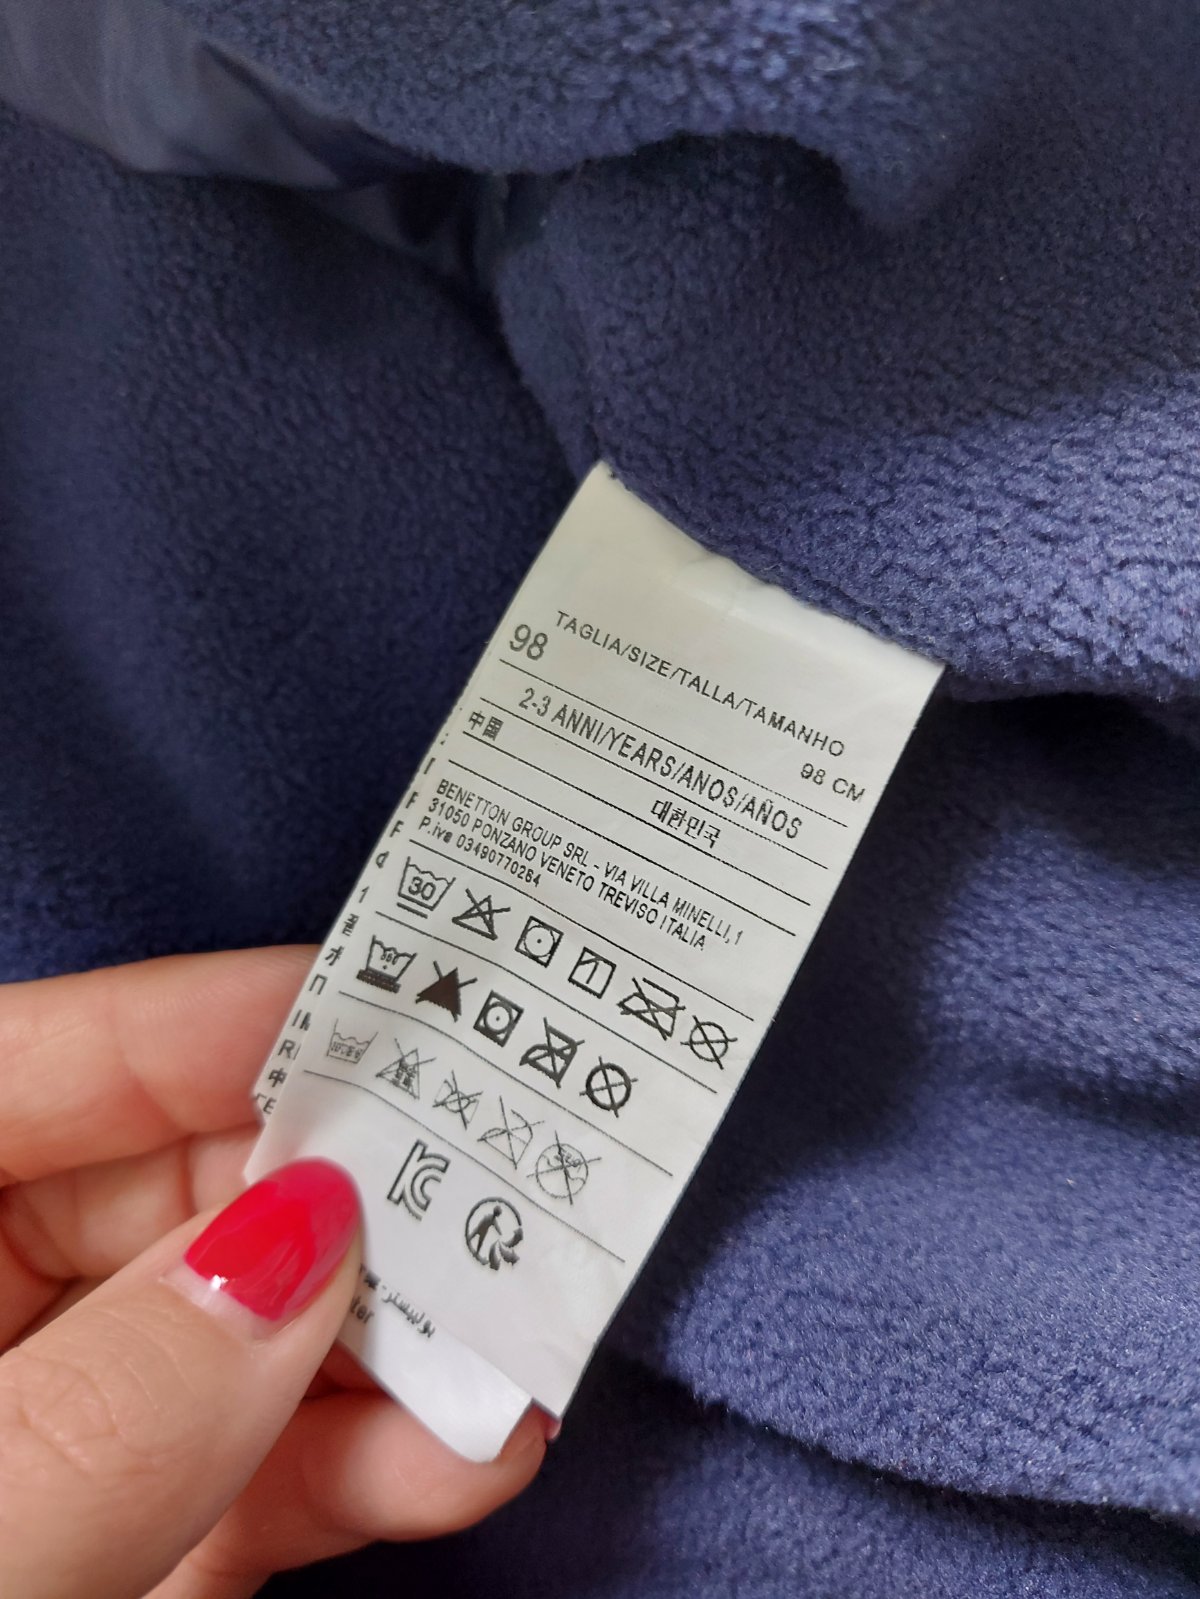 TAGLIA/SIZE/TALLA/TAMANHO
98
98 CM
2-3 ANNI/YEARS/ANOS/AÑOS
中国
대한민국
BENETTON GROUP SRL - VIA VILLA MINELLI,1
31050 PONZANO VENETO TREVISO ITALIA
P.iva 03490770264
30
بوليستر